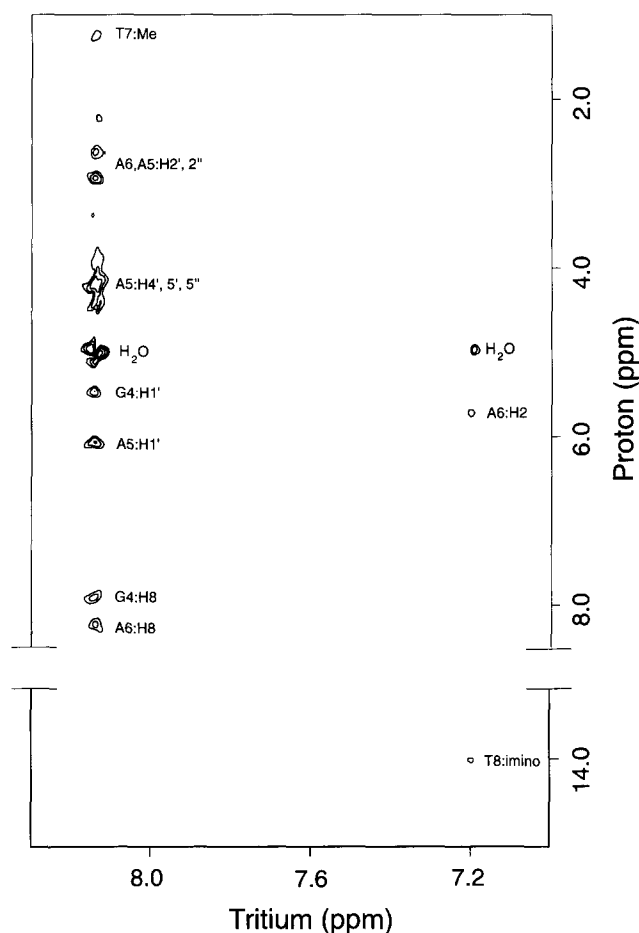 T7:Me
2.0
A6,A5:H2', 2"
4.0
A5:H4', 5', 5"
H2O
H2O
G4:H1'
A6:H2
A5:H1'
6.0
Proton (ppm)
G4:H8
8.0
A6:H8
T8:imino
14.0
8.0
7.6
7.2
Tritium (ppm)